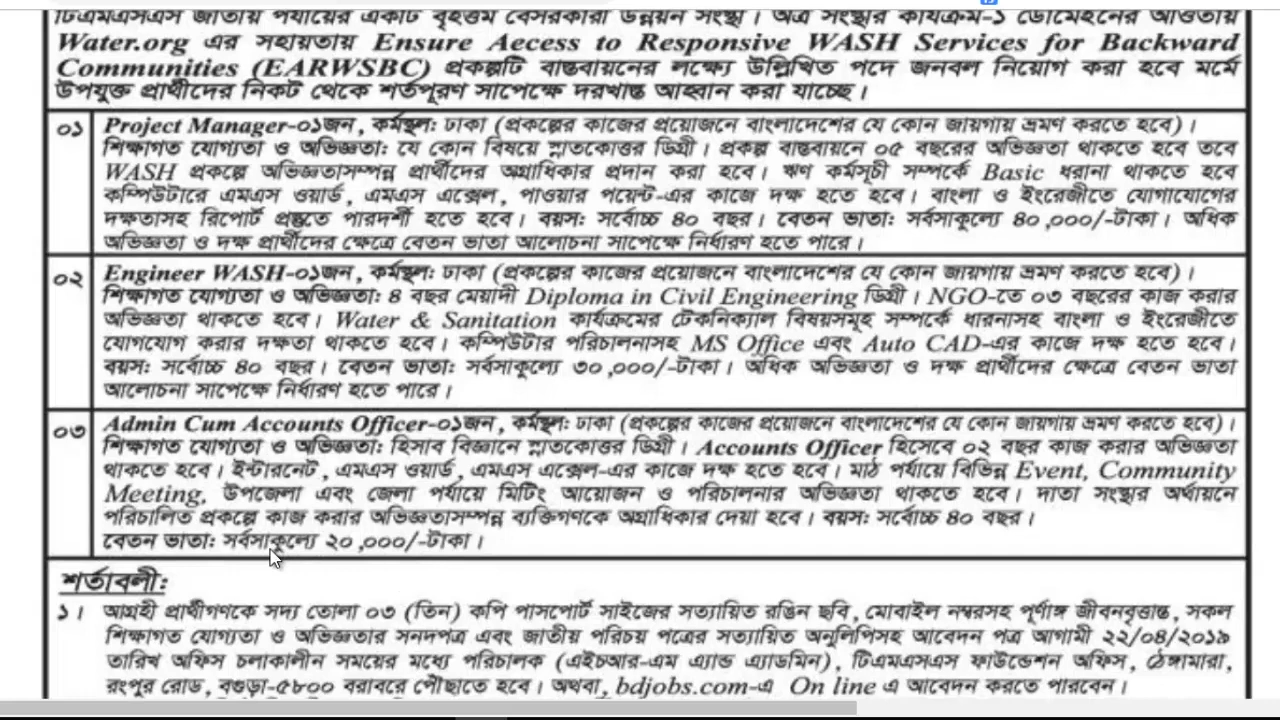 টিএমএসএস জাতীয় পর্যায়ের একটি বৃহত্তম বেসরকারী উন্নয়ন সংস্থা। অত্র সংস্থার কার্যক্রম-১ ডোমেইনের আওতায়
Water.org এর সহায়তায় Ensure Aecess to Responsive WASH Services for Backward
Communities (EARWSBC) প্রকল্পটি বাস্তবায়নের লক্ষ্যে উল্লিখিত পদে জনবল নিয়োগ করা হবে মর্মে
উপযুক্ত প্রার্থীদের নিকট থেকে শর্তপূরণ সাপেক্ষে দরখাস্ত আহ্বান করা যাচ্ছে।
০১ Project Manager-০১জন, কর্মস্থল: ঢাকা (প্রকল্পের কাজের প্রয়োজনে বাংলাদেশের যে কোন জায়গায় ভ্রমণ করতে হবে)।
শিক্ষাগত যোগ্যতা ও অভিজ্ঞতা: যে কোন বিষয়ে স্নাতকোত্তর ডিগ্রী। প্রকল্প বাস্তবায়নে ০৫ বছরের অভিজ্ঞতা থাকতে হবে তবে
WASH প্রকল্পে অভিজ্ঞতাসম্পন্ন প্রার্থীদের অগ্রাধিকার প্রদান করা হবে। ঋণ কর্মসূচী সম্পর্কে Basic ধরানা থাকতে হবে
কম্পিউটারে এমএস ওয়ার্ড, এমএস এক্সেল, পাওয়ার পয়েন্ট-এর কাজে দক্ষ হতে হবে। বাংলা ও ইংরেজীতে যোগাযোগের
দক্ষতাসহ রিপোর্ট প্রস্তুতে পারদর্শী হতে হবে। বয়স: সর্বোচ্চ ৪০ বছর। বেতন ভাতা: সর্বসাকুল্যে ৪০,০০০/-টাকা। অধিক
অভিজ্ঞতা ও দক্ষ প্রার্থীদের ক্ষেত্রে বেতন ভাতা আলোচনা সাপেক্ষে নির্ধারণ হতে পারে।
০২ Engineer WASH-০১জন, কর্মস্থল: ঢাকা (প্রকল্পের কাজের প্রয়োজনে বাংলাদেশের যে কোন জায়গায় ভ্রমণ করতে হবে)।
শিক্ষাগত যোগ্যতা ও অভিজ্ঞতা: ৪ বছর মেয়াদী Diploma in Civil Engineering ডিগ্রী। NGO-তে ০৩ বছরের কাজ করার
অভিজ্ঞতা থাকতে হবে। Water & Sanitation কার্যক্রমের টেকনিক্যাল বিষয়সমূহ সম্পর্কে ধারনাসহ বাংলা ও ইংরেজীতে
যোগযোগ করার দক্ষতা থাকতে হবে। কম্পিউটার পরিচালনাসহ MS Office এবং Auto CAD-এর কাজে দক্ষ হতে হবে।
বয়স: সর্বোচ্চ ৪০ বছর। বেতন ভাতা: সর্বসাকুল্যে ৩০,০০০/-টাকা। অধিক অভিজ্ঞতা ও দক্ষ প্রার্থীদের ক্ষেত্রে বেতন ভাতা
আলোচনা সাপেক্ষে নির্ধারণ হতে পারে।
০৩ Admin Cum Accounts Officer-০১জন, কর্মস্থল: ঢাকা (প্রকল্পের কাজের প্রয়োজনে বাংলাদেশের যে কোন জায়গায় ভ্রমণ করতে হবে)।
শিক্ষাগত যোগ্যতা ও অভিজ্ঞতা: হিসাব বিজ্ঞানে স্নাতকোত্তর ডিগ্রী। Accounts Officer হিসেবে ০২ বছর কাজ করার অভিজ্ঞতা
থাকতে হবে। ইন্টারনেট, এমএস ওয়ার্ড, এমএস এক্সেল-এর কাজে দক্ষ হতে হবে। মাঠ পর্যায়ে বিভিন্ন Event, Community
Meeting, উপজেলা এবং জেলা পর্যায়ে মিটিং আয়োজন ও পরিচালনার অভিজ্ঞতা থাকতে হবে। দাতা সংস্থার অর্থায়নে
পরিচালিত প্রকল্পে কাজ করার অভিজ্ঞতাসম্পন্ন ব্যক্তিগণকে অগ্রাধিকার দেয়া হবে। বয়স: সর্বোচ্চ ৪০ বছর।
বেতন ভাতা: সর্বসাকুল্যে ২০,০০০/-টাকা।
শর্তাবলী:
১। আগ্রহী প্রার্থীগণকে সদ্য তোলা ০৩ (তিন) কপি পাসপোর্ট সাইজের সত্যায়িত রঙিন ছবি, মোবাইল নম্বরসহ পূর্ণাঙ্গ জীবনবৃত্তান্ত, সকল
শিক্ষাগত যোগ্যতা ও অভিজ্ঞতার সনদপত্র এবং জাতীয় পরিচয় পত্রের সত্যায়িত অনুলিপিসহ আবেদন পত্র আগামী ২২/০৪/২০১৯
তারিখ অফিস চলাকালীন সময়ের মধ্যে পরিচালক (এইচআর-এম এ্যান্ড এ্যাডমিন), টিএমএসএস ফাউন্ডেশন অফিস, ঠেঙ্গামারা,
রংপুর রোড, বগুড়া-৫৮০০ বরাবরে পৌঁছাতে হবে। অথবা, bdjobs.com-এ On line এ আবেদন করতে পারবেন।